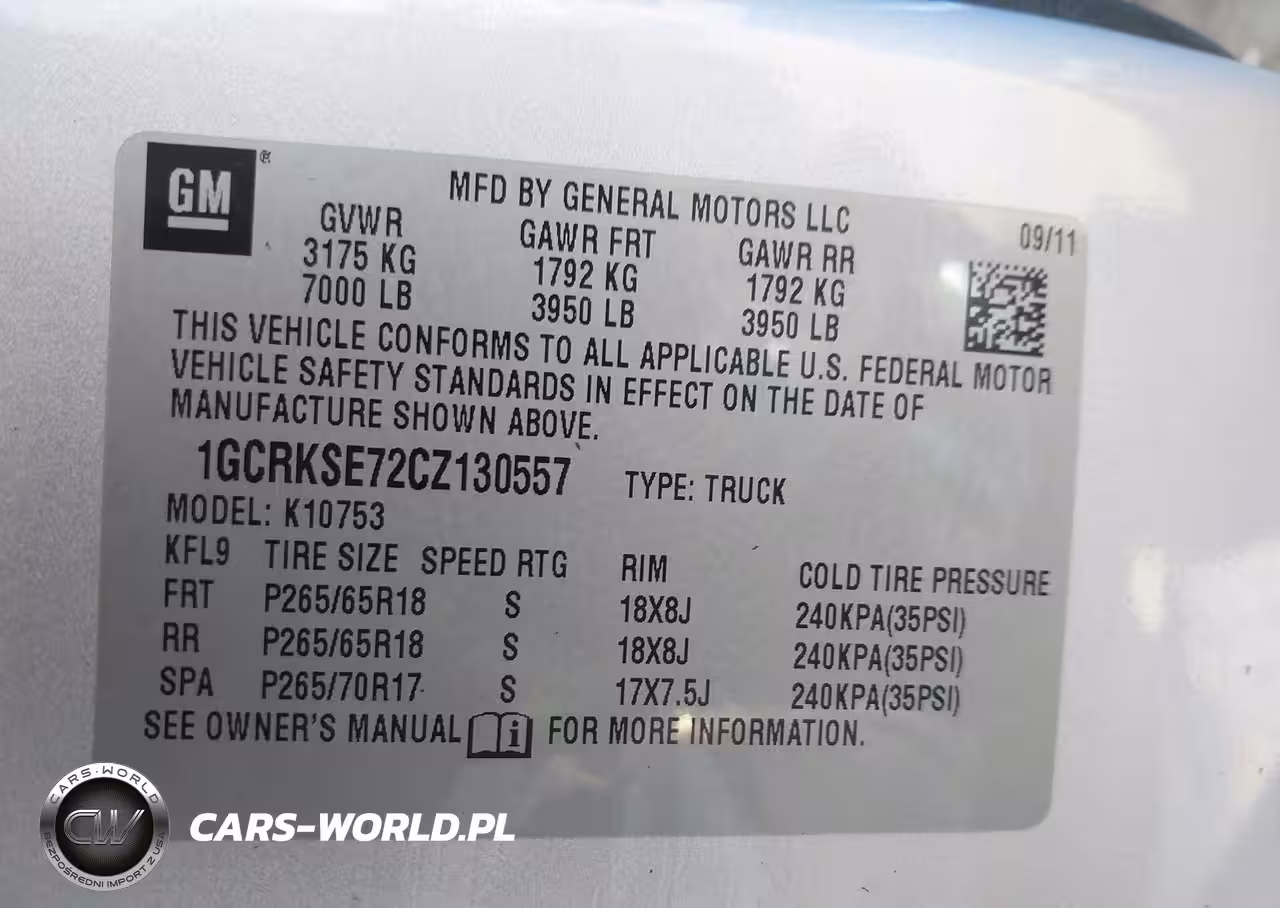 GM®
MFD BY GENERAL MOTORS LLC
09/11
GVWR GAWR FRT GAWR RR
3175 KG 1792 KG 1792 KG
7000 LB 3950 LB 3950 LB
THIS VEHICLE CONFORMS TO ALL APPLICABLE U.S. FEDERAL MOTOR
VEHICLE SAFETY STANDARDS IN EFFECT ON THE DATE OF
MANUFACTURE SHOWN ABOVE.
1GCRKSE72CZ130557 TYPE: TRUCK
MODEL: K10753
KFL9 TIRE SIZE SPEED RTG RIM COLD TIRE PRESSURE
FRT P265/65R18 S 18X8J 240KPA(35PSI)
RR P265/65R18 S 18X8J 240KPA(35PSI)
SPA P265/70R17 S 17X7.5J 240KPA(35PSI)
SEE OWNER'S MANUAL i FOR MORE INFORMATION.
CARS-WORLD
CW
BEZPOŚREDNI IMPORT Z USA
CARS-WORLD.PL